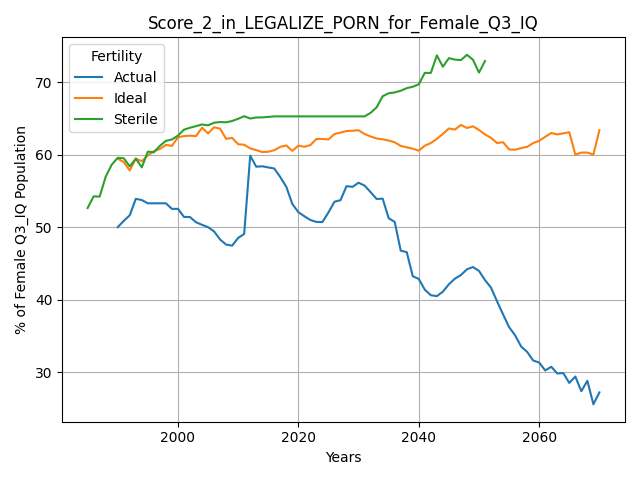 Score_2_in_LEGALIZE_PORN_for_Female_Q3_IQ
Fertility
Actual
Ideal
Sterile
% of Female Q3_IQ Population
70
60
50
40
30
2000
2020
2040
2060
Years